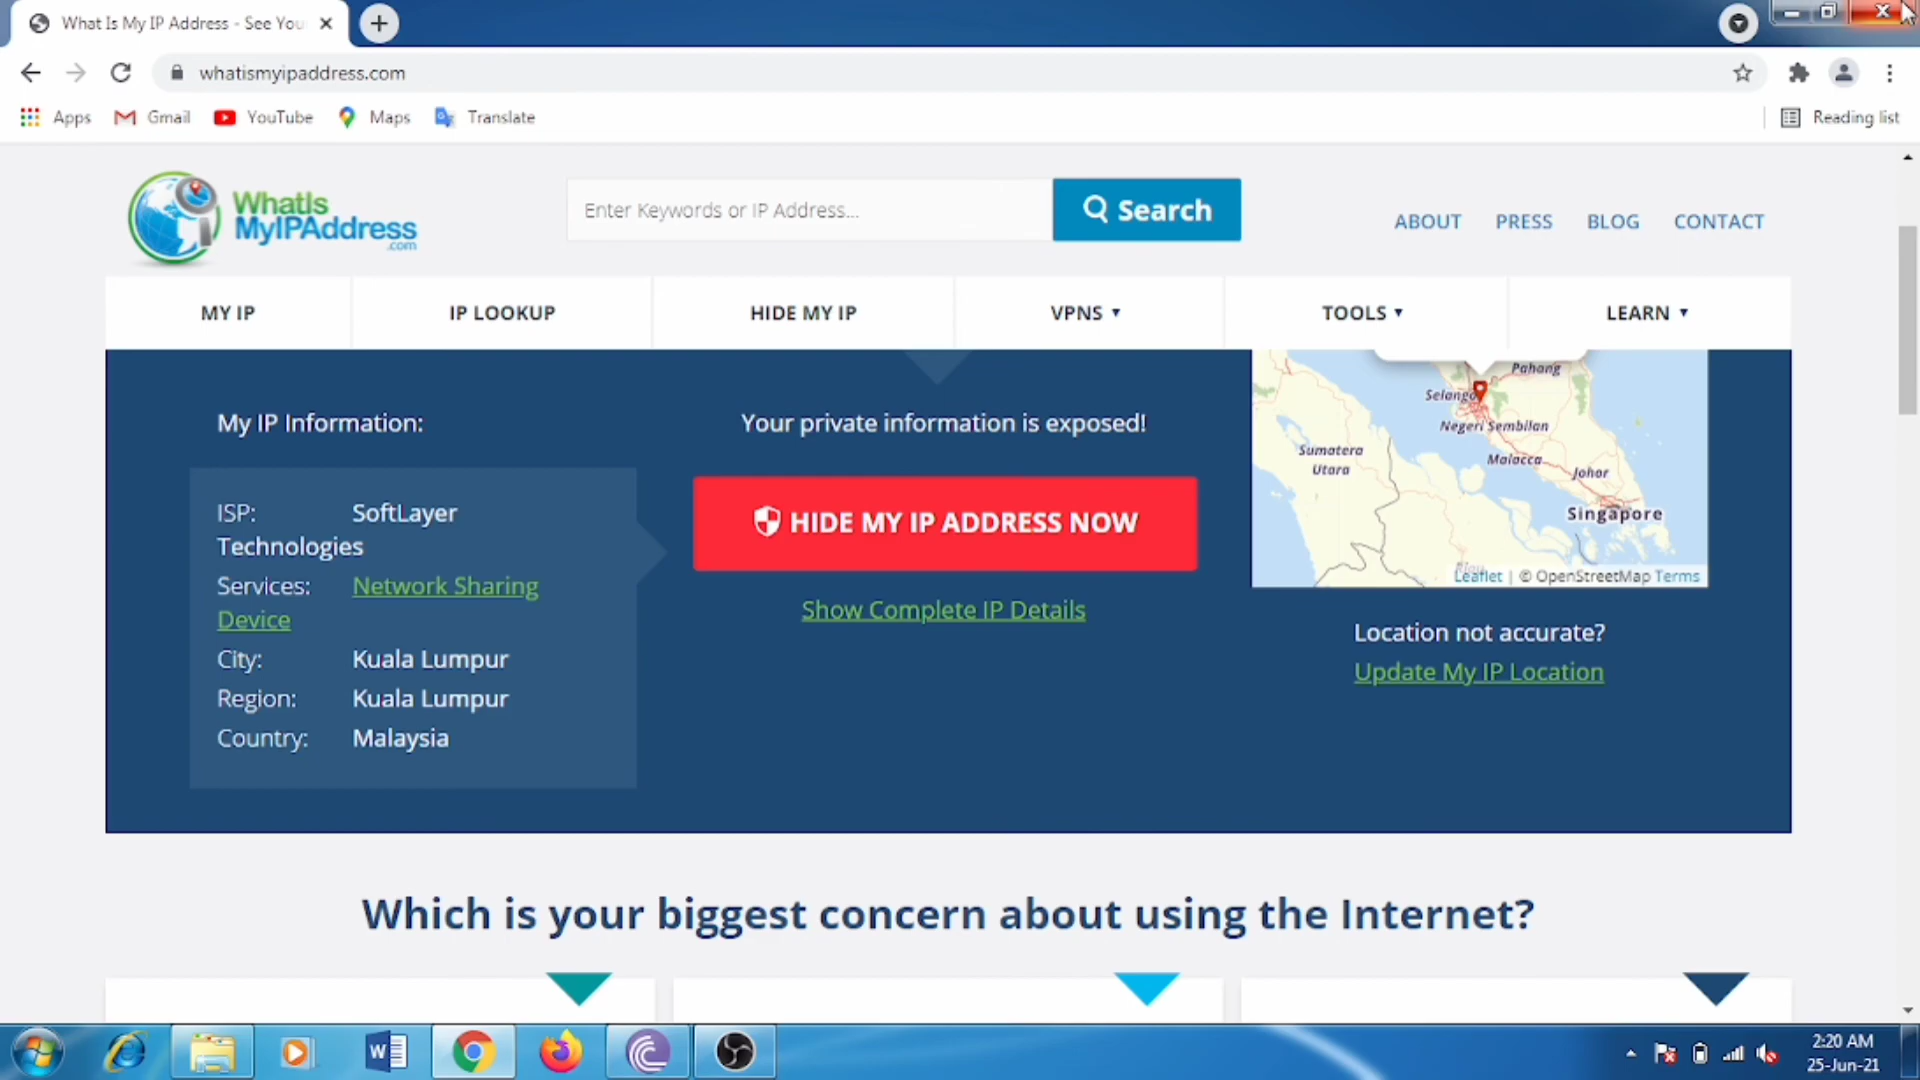 What Is My IP Address - See You
whatismyipaddress.com
Apps Gmail YouTube Maps Translate Reading list
WhatIs
MyIPAddress
.com
Enter Keywords or IP Address...
Search
ABOUT PRESS BLOG CONTACT
MY IP IP LOOKUP HIDE MY IP VPNS TOOLS LEARN
My IP Information:
ISP: SoftLayer
Technologies
Services: Network Sharing
Device
City: Kuala Lumpur
Region: Kuala Lumpur
Country: Malaysia
Your private information is exposed!
HIDE MY IP ADDRESS NOW
Show Complete IP Details
Pahang
Selango
Negeri Sembilan
Sumatera
Utara
Malacca
Johor
Singapore
Leaflet | © OpenStreetMap Terms
Location not accurate?
Update My IP Location
Which is your biggest concern about using the Internet?
2:20 AM
25-Jun-21